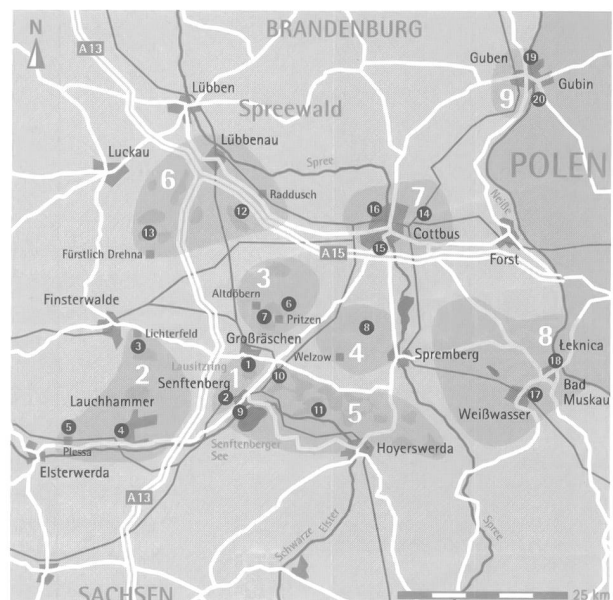 N
A13
BRANDENBURG
Guben
19
Gubin
9
20
Lübben
Spreewald
Lübbenau
Luckau
Spree
POLEN
6
Raddusch
7
12
16
14
Neiße
13
Cottbus
15
Fürstlich Drehna
A15
Forst
3
Altdöbern
6
Finsterwalde
7
Pritzen
8
8
Lichterfeld
3
Großräschen
4
Łeknica
Lausitzring
1
Welzow
Spremberg
18
2
Senftenberg
1
10
Bad
Muskau
Lauchhammer
2
5
17
9
11
Weißwasser
5
4
Plessa
Senftenberger
See
Hoyerswerda
Elsterwerda
A13
Schwarze Elster
Spree
SACHSEN
25 km